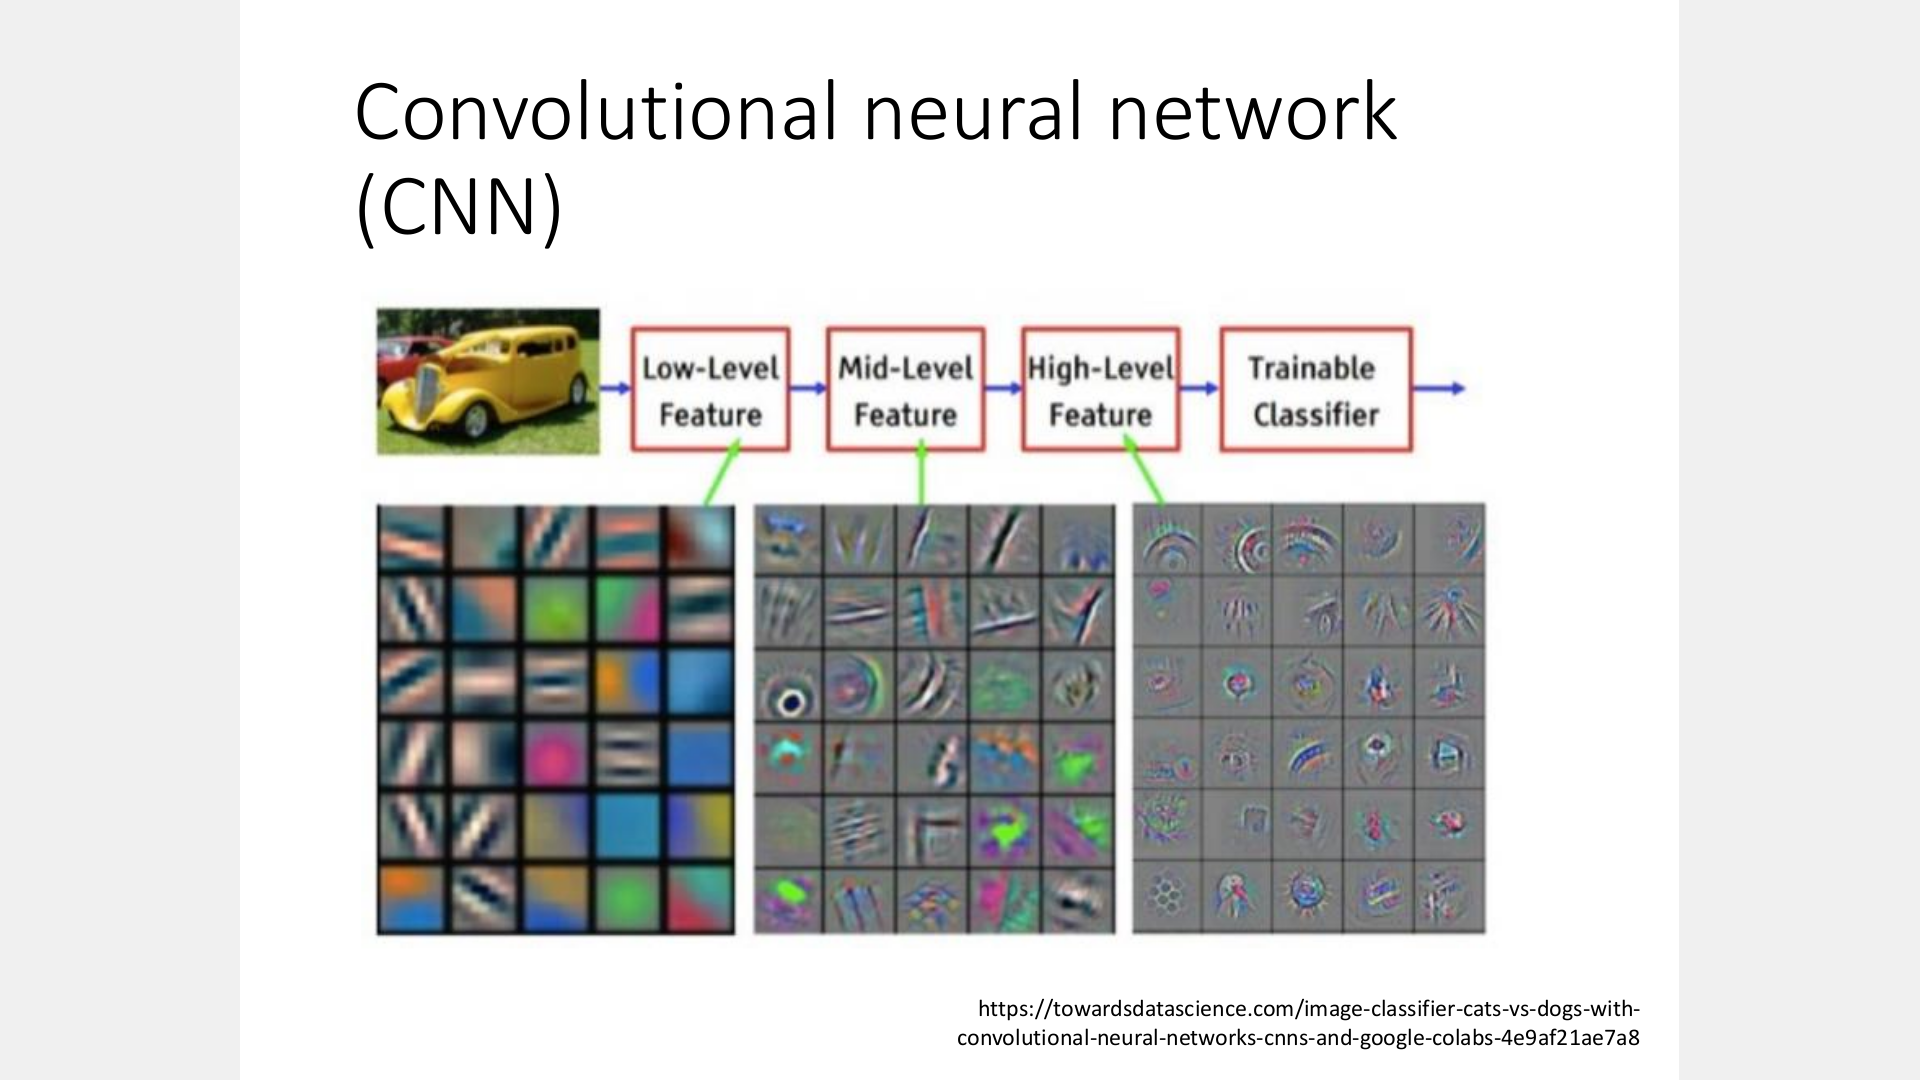 Convolutional neural network
(CNN)
Low-Level
Feature
Mid-Level
Feature
High-Level
Feature
Trainable
Classifier
https://towardsdatascience.com/image-classifier-cats-vs-dogs-with-
convolutional-neural-networks-cnns-and-google-colabs-4e9af21ae7a8